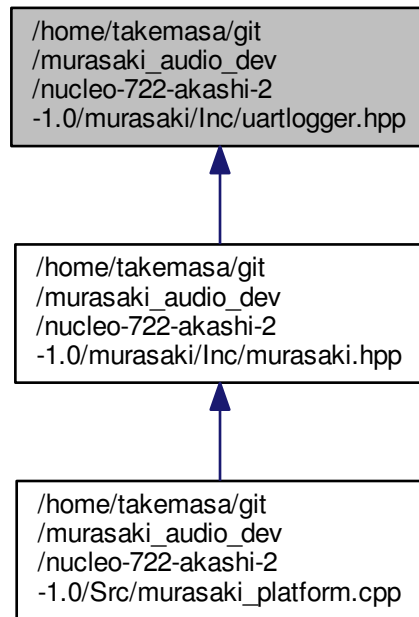 /home/takemasa/git
/murasaki_audio_dev
/nucleo-722-akashi-2
-1.0/murasaki/Inc/uartlogger.hpp
/home/takemasa/git
/murasaki_audio_dev
/nucleo-722-akashi-2
-1.0/murasaki/Inc/murasaki.hpp
/home/takemasa/git
/murasaki_audio_dev
/nucleo-722-akashi-2
-1.0/Src/murasaki_platform.cpp